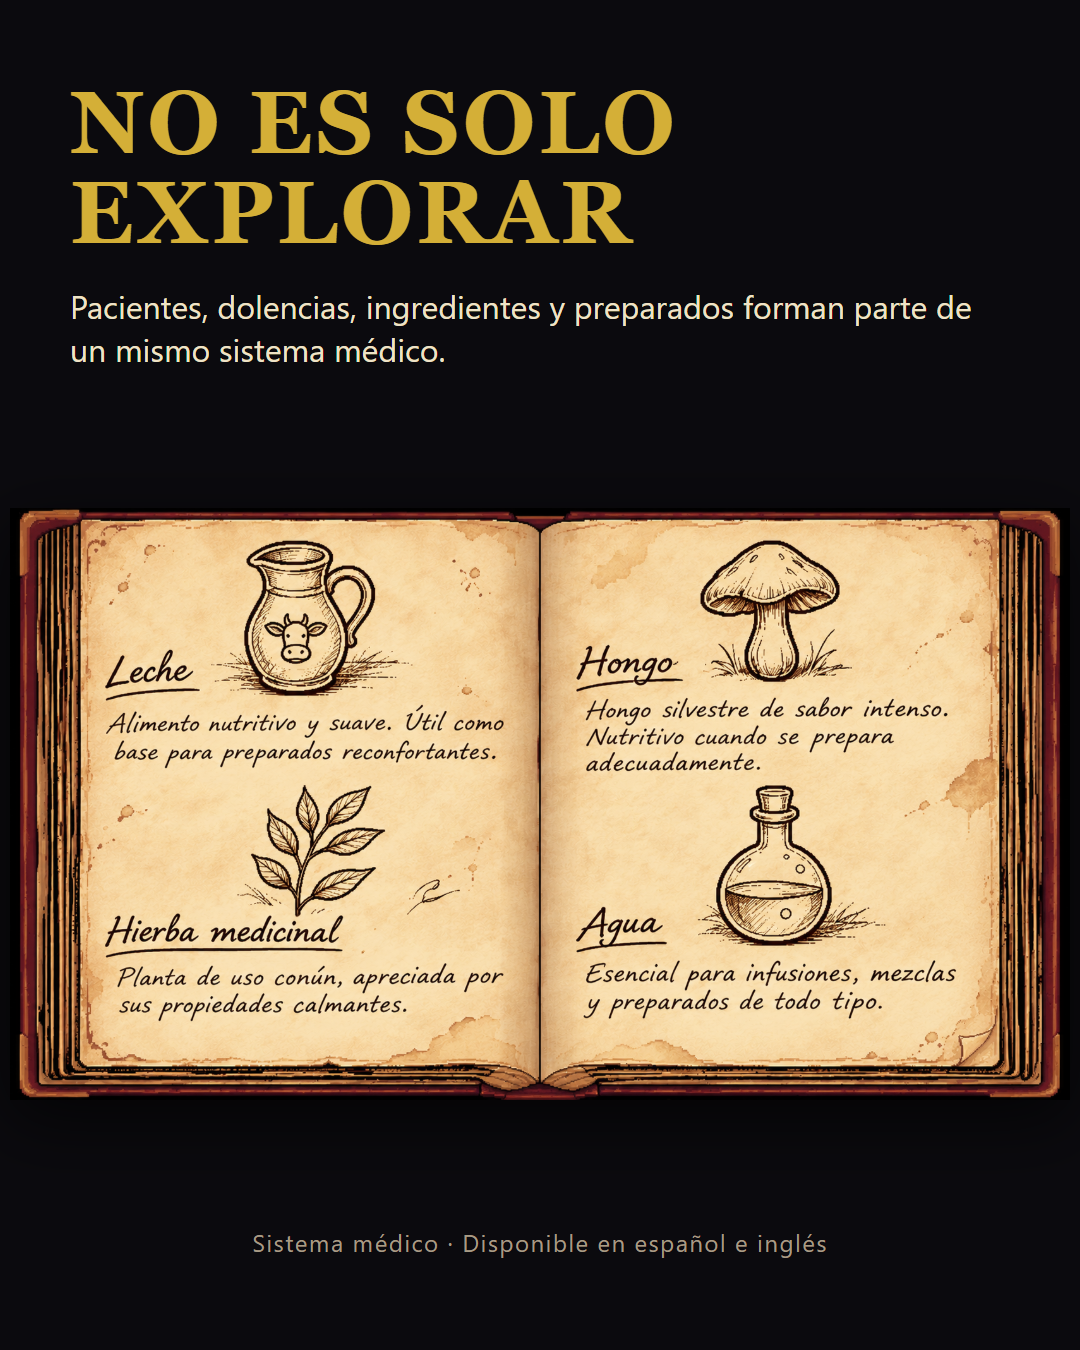 NO ES SOLO
EXPLORAR
Pacientes, dolencias, ingredientes y preparados forman parte de
un mismo sistema médico.
Leche
Alimento nutritivo y suave. Útil como
base para preparados reconfortantes.
Hierba medicinal
Planta de uso conún, apreciada por
sus propiedades calmantes.
Hongo
Hongo silvestre de sabor intenso.
Nutritivo cuando se prepara
adecuadamente.
Agua
Esencial para infusiones, mezclas
y preparados de todo tipo.
Sistema médico · Disponible en español e inglés